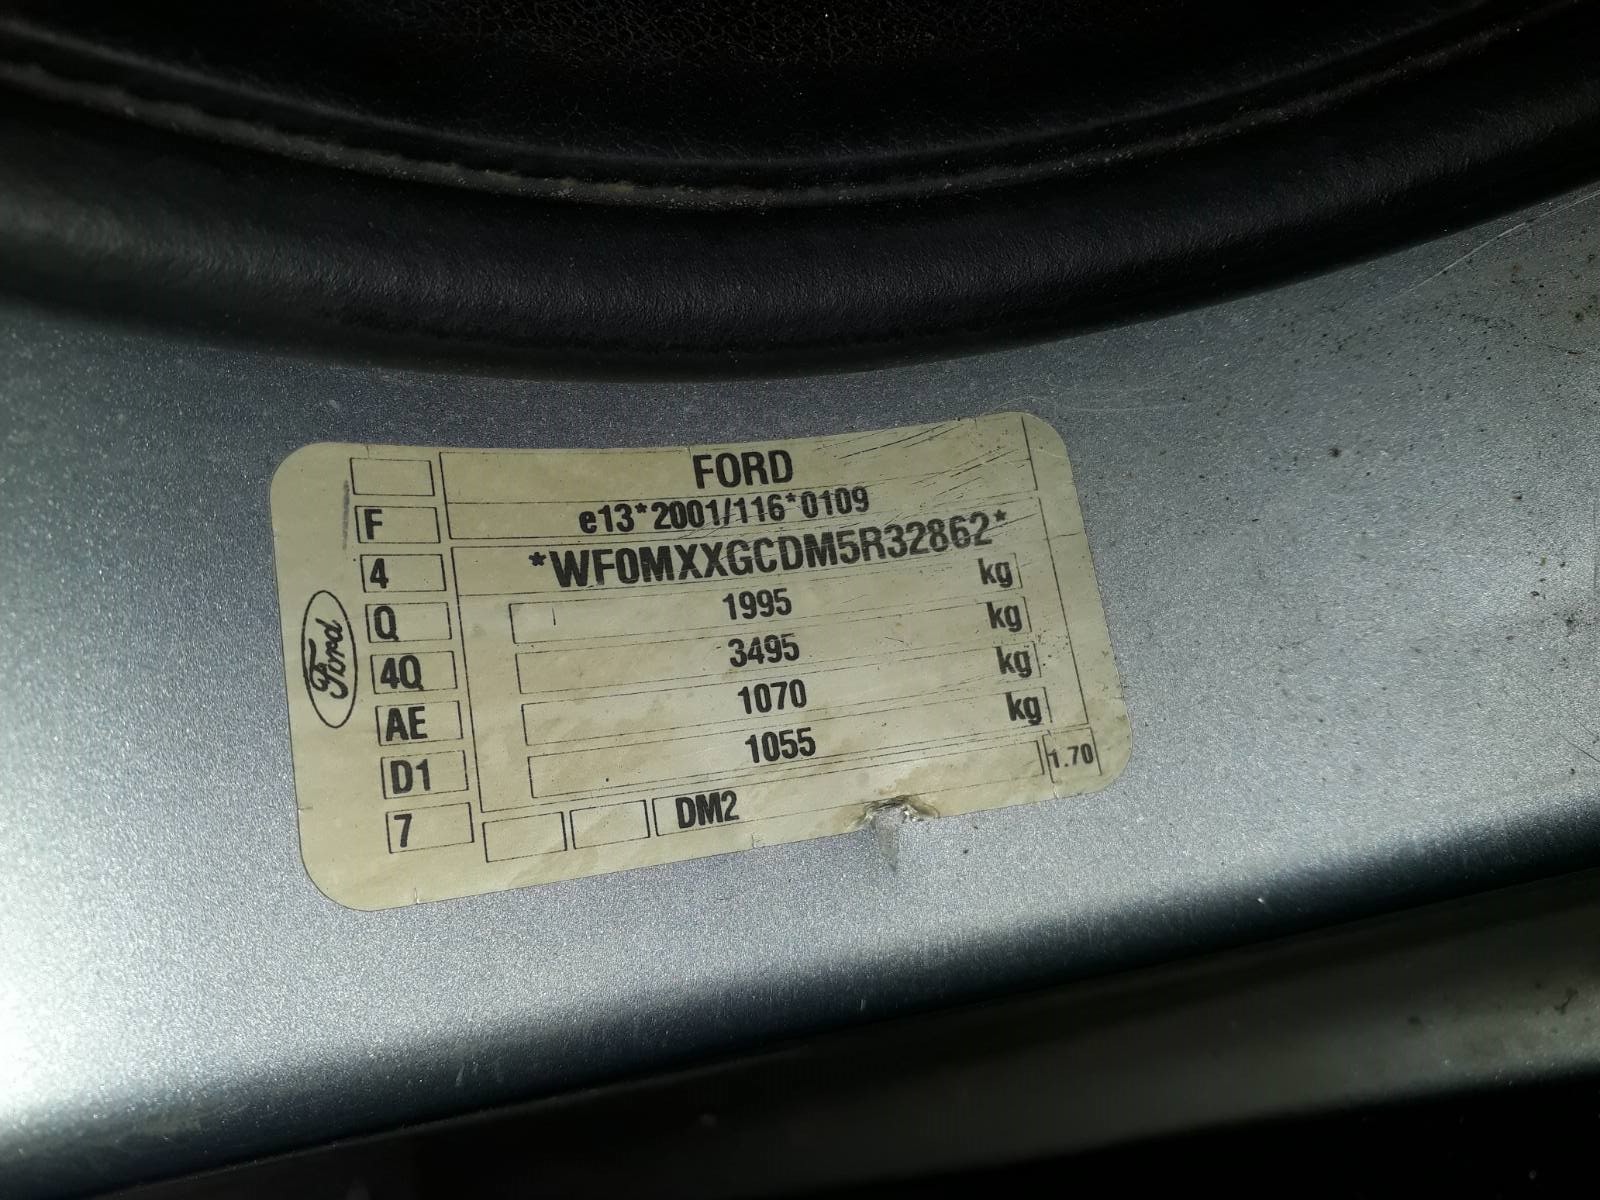 FORD
F e13*2001/116*0109
4 *WF0MXXGCDM5R32862*
Q 1995 kg
4Q 3495 kg
AE 1070 kg
D1 1055 kg
7 DM2 1.70
Ford